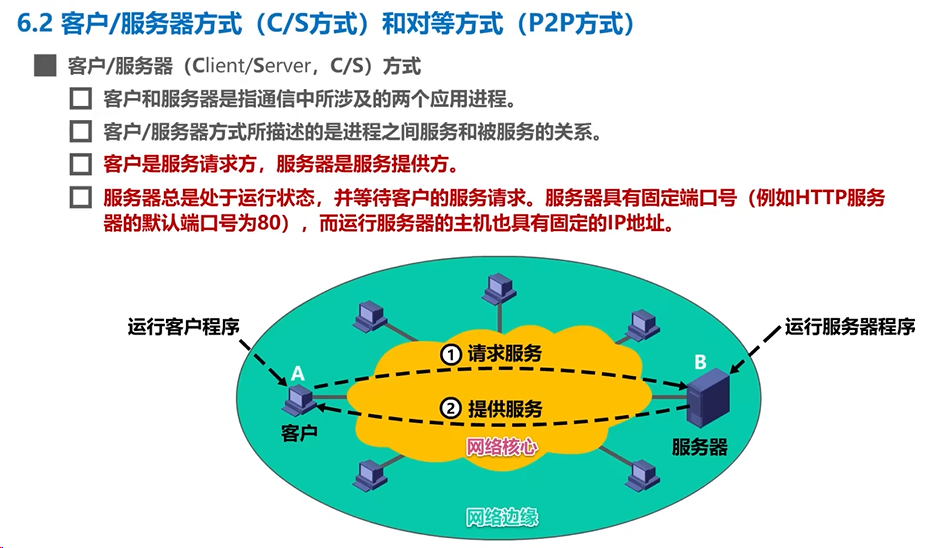 6.2 客户/服务器方式（C/S方式）和对等方式（P2P方式）
客户/服务器（Client/Server，C/S）方式
客户和服务器是指通信中所涉及的两个应用进程。
客户/服务器方式所描述的是进程之间服务和被服务的关系。
客户是服务请求方，服务器是服务提供方。
服务器总是处于运行状态，并等待客户的服务请求。服务器具有固定端口号（例如HTTP服务
器的默认端口号为80），而运行服务器的主机也具有固定的IP地址。
运行客户程序
运行服务器程序
① 请求服务
A
B
② 提供服务
客户
服务器
网络核心
网络边缘